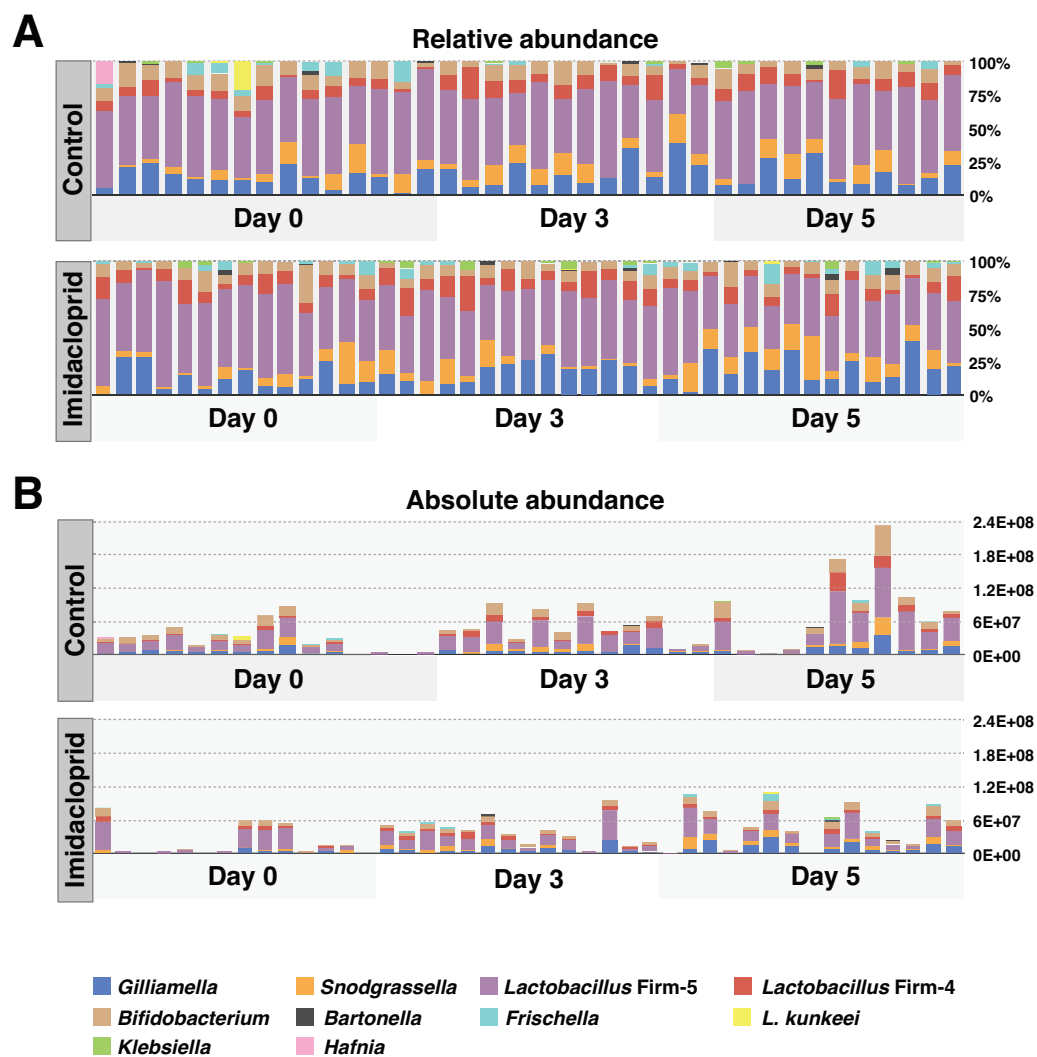 A
Relative abundance
Control
100%
75%
50%
25%
0%
Day 0 Day 3 Day 5
Imidacloprid
100%
75%
50%
25%
0%
Day 0 Day 3 Day 5
B
Absolute abundance
Control
2.4E+08
1.8E+08
1.2E+08
6E+07
0E+00
Day 0 Day 3 Day 5
Imidacloprid
2.4E+08
1.8E+08
1.2E+08
6E+07
0E+00
Day 0 Day 3 Day 5
Gilliamella Snodgrassella Lactobacillus Firm-5 Lactobacillus Firm-4
Bifidobacterium Bartonella Frischella L. kunkeei
Klebsiella Hafnia